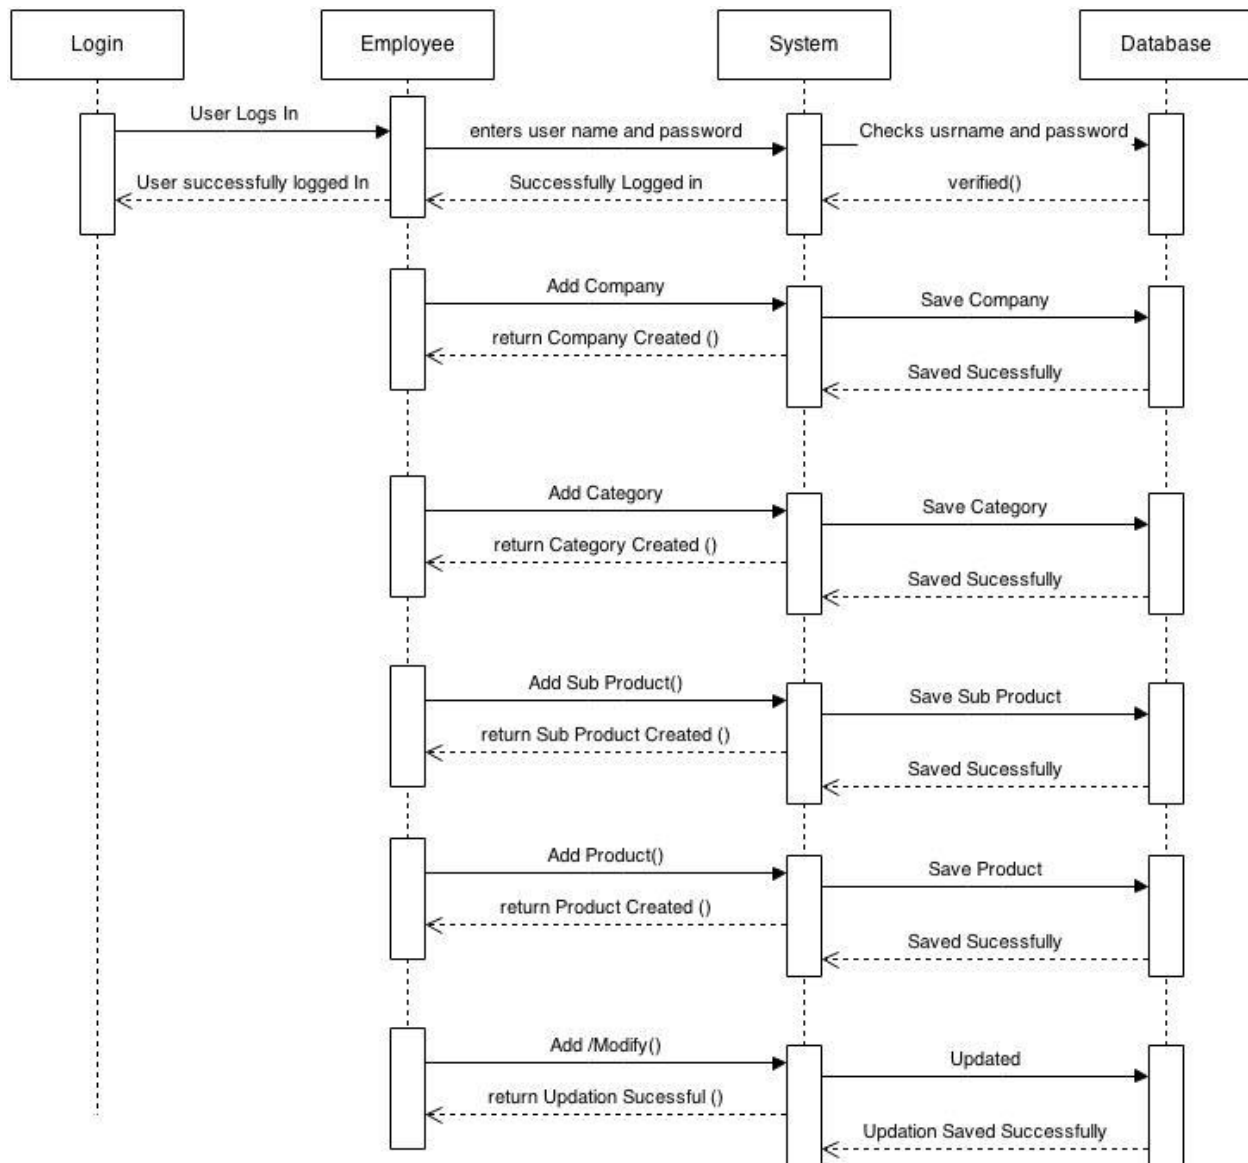 Login
Employee
System
Database
User Logs In
enters user name and password
Checks usrname and password
User successfully logged In
Successfully Logged in
verified()
Add Company
Save Company
return Company Created ()
Saved Sucessfully
Add Category
Save Category
return Category Created ()
Saved Sucessfully
Add Sub Product()
Save Sub Product
return Sub Product Created ()
Saved Sucessfully
Add Product()
Save Product
return Product Created ()
Saved Sucessfully
Add /Modify()
Updated
return Updation Sucessful ()
Updation Saved Successfully